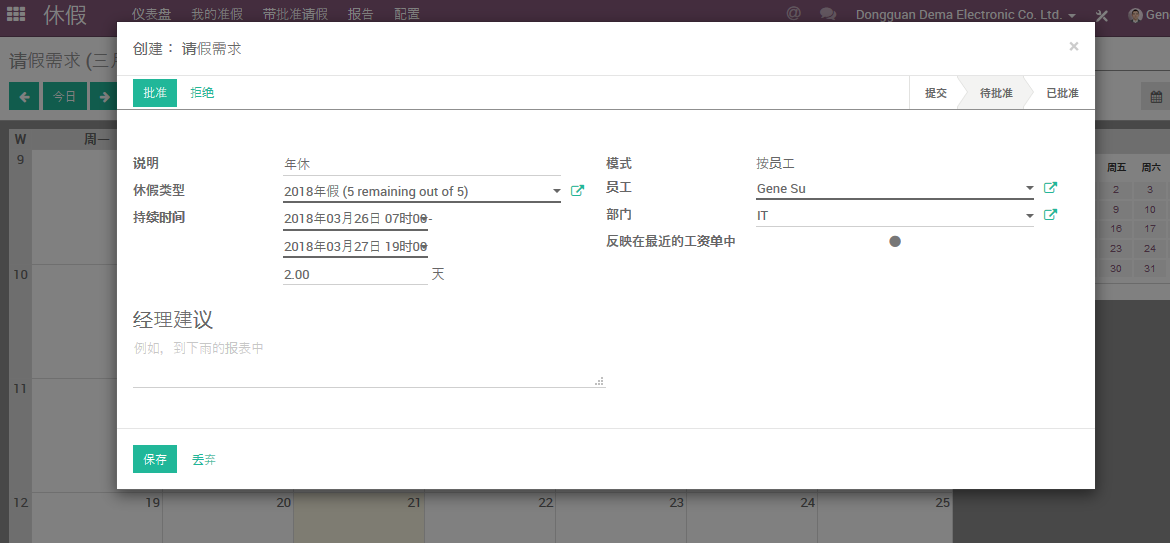 休假 仪表盘 我的准假 带批准请假 报告 配置 @ Dongguan Dema Electronic Co. Ltd. Gen
请假需求 (三月
今日
W 周一
9
10
11
12 19 20 21 22 23 24 25
创建： 请假需求 ×
批准 拒绝 提交 待批准 已批准
说明 年休
休假类型 2018年假 (5 remaining out of 5)
持续时间 2018年03月26日 07时00 -
2018年03月27日 19时00
2.00 天
模式 按员工
员工 Gene Su
部门 IT
反映在最近的工资单中
经理建议
例如，到下雨的报表中
保存 丢弃
周五 周六
2 3
9 10
16 17
23 24
30 31